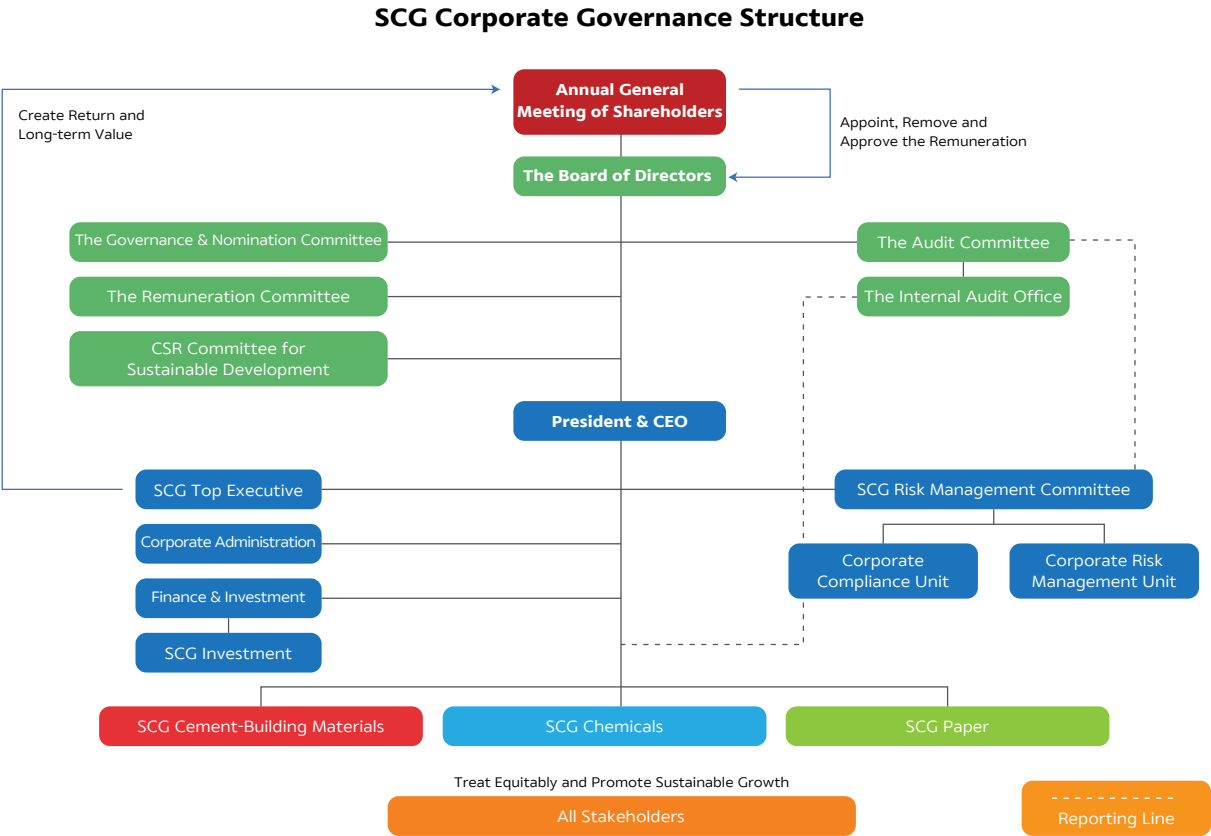 SCG Corporate Governance Structure
Annual General
Meeting of Shareholders
Create Return and
Long-term Value
Appoint, Remove and
Approve the Remuneration
The Board of Directors
The Governance & Nomination Committee
The Audit Committee
The Remuneration Committee
The Internal Audit Office
CSR Committee for
Sustainable Development
President & CEO
SCG Top Executive
SCG Risk Management Committee
Corporate Administration
Corporate
Compliance Unit
Corporate Risk
Management Unit
Finance & Investment
SCG Investment
SCG Cement-Building Materials
SCG Chemicals
SCG Paper
Treat Equitably and Promote Sustainable Growth
All Stakeholders
Reporting Line